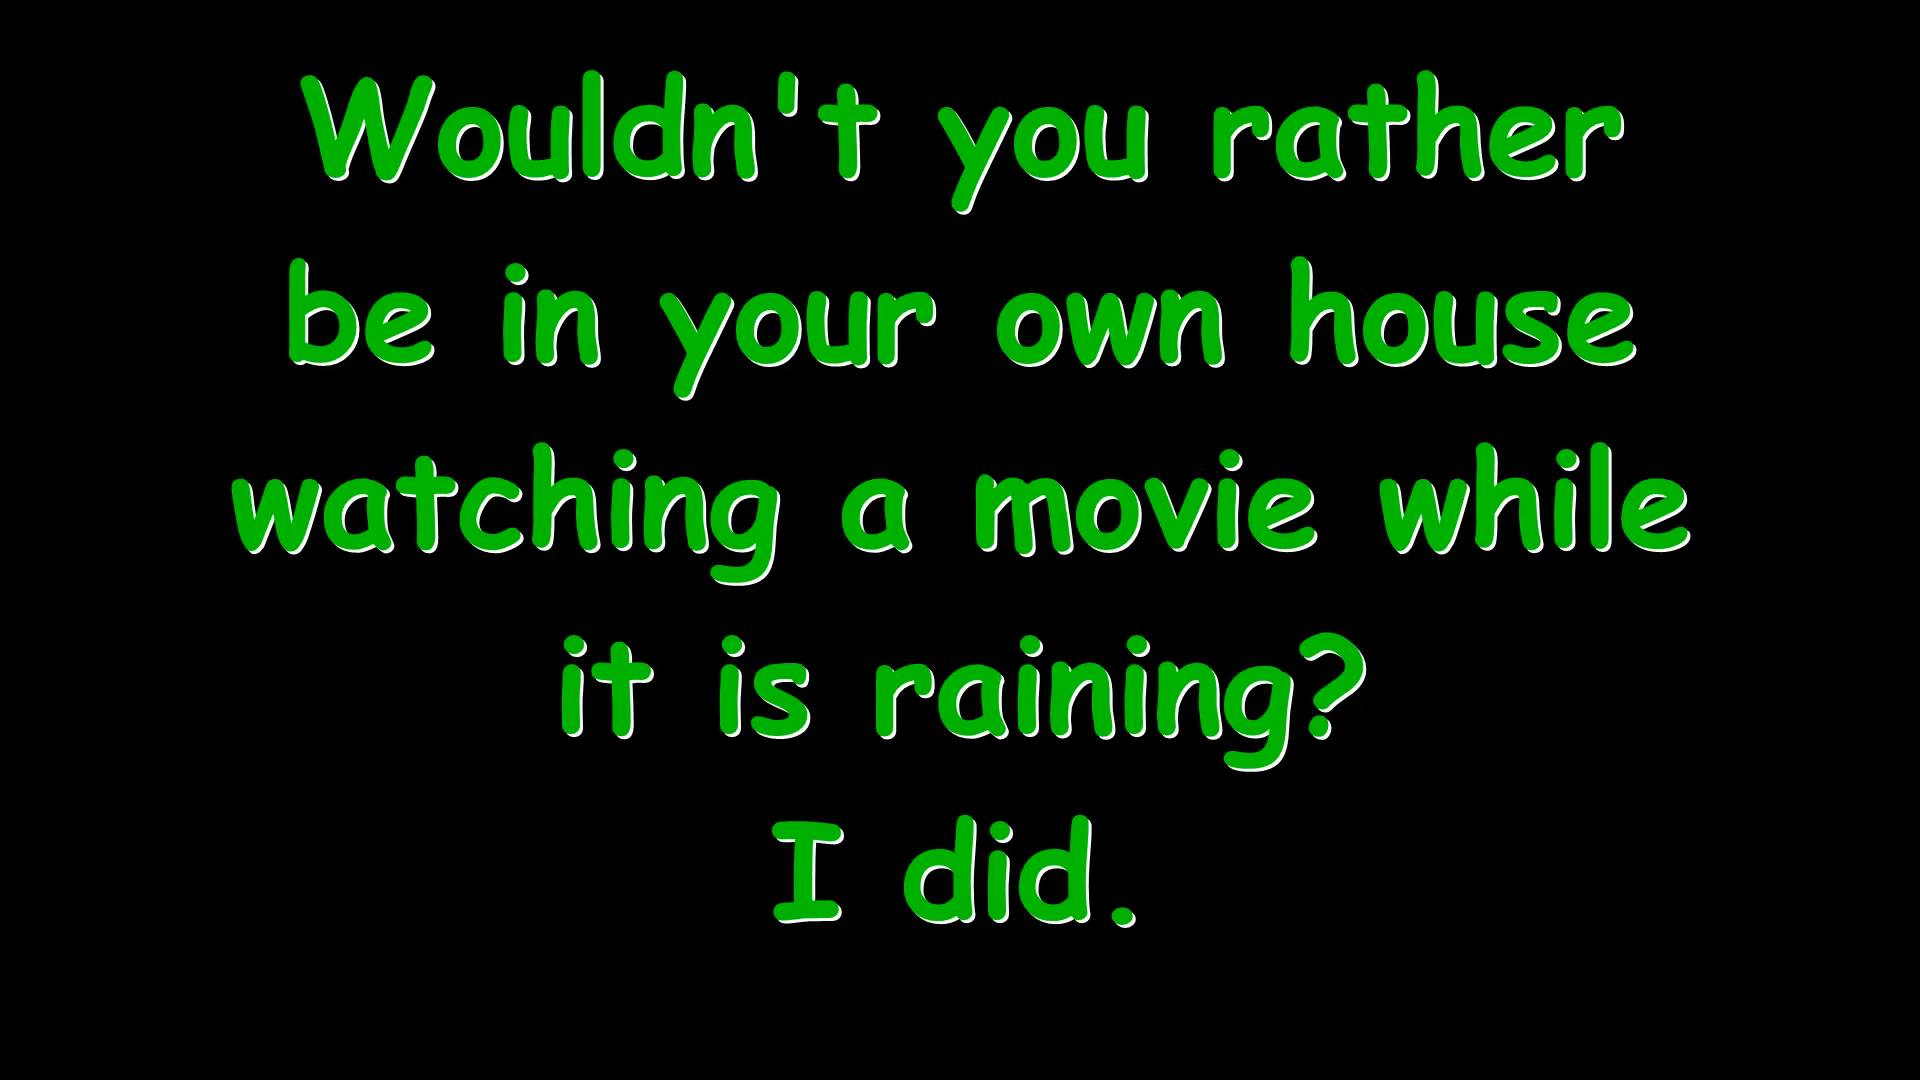 Wouldn't you rather
be in your own house
watching a movie while
it is raining?
I did.